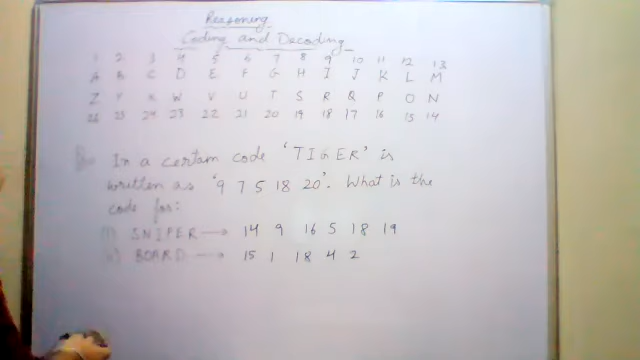 Reasoning
Coding and Decoding
1 2 3 4 5 6 7 8 9 10 11 12 13
A B C D E F G H I J K L M
Z Y X W V U T S R Q P O N
26 25 24 23 22 21 20 19 18 17 16 15 14
In a certain code 'TIGER' is
written as '9 7 5 18 20'. What is the
code for:
(i) SNIPER → 14 9 16 5 18 19
BOARD → 15 1 18 4 2